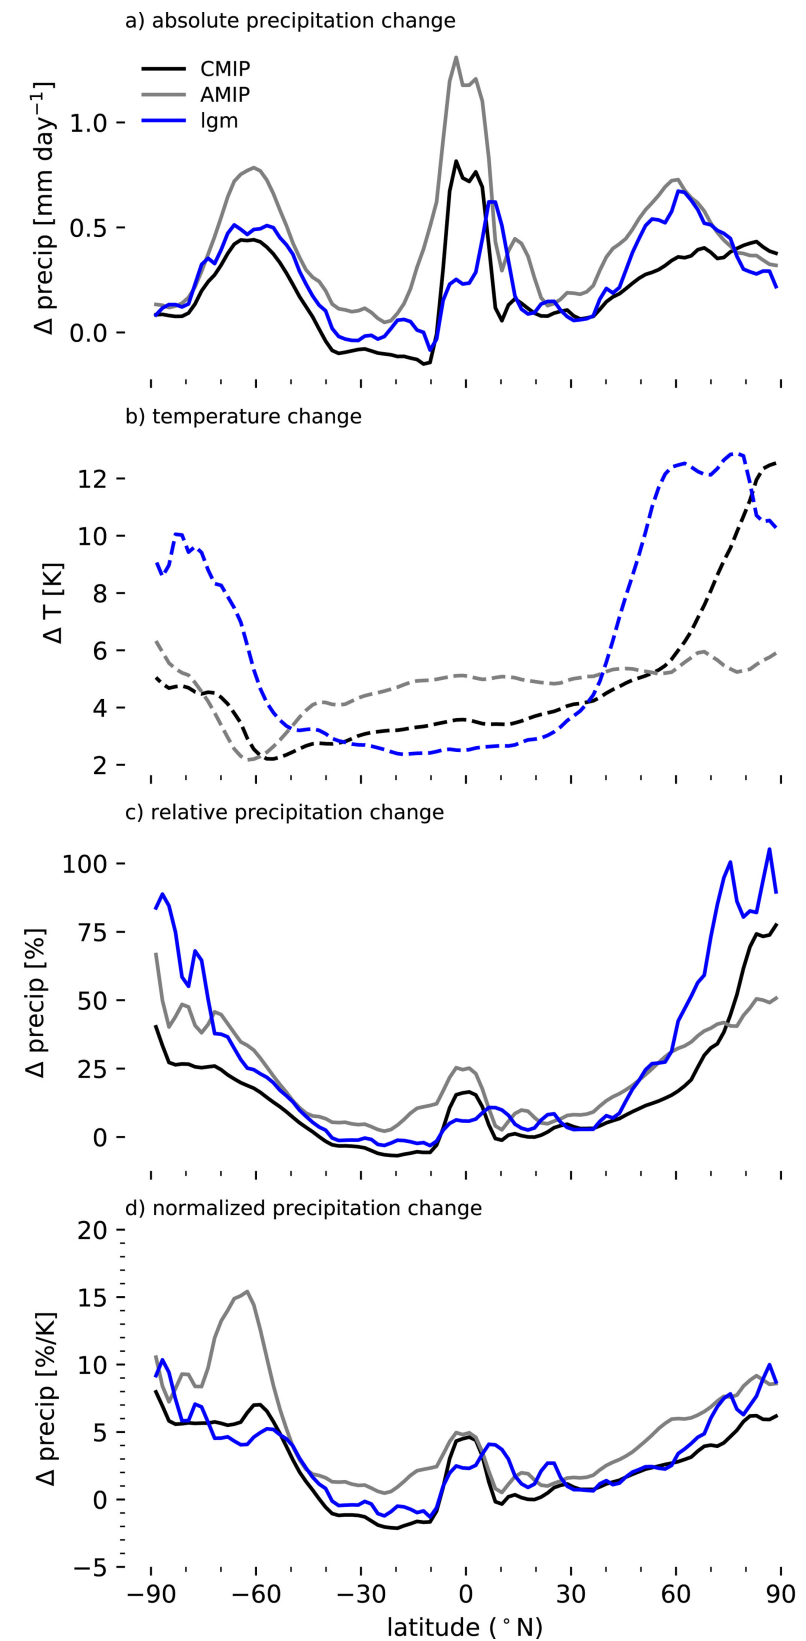 a) absolute precipitation change
CMIP
AMIP
lgm
Δ precip [mm day⁻¹]
1.0
0.5
0.0
b) temperature change
Δ T [K]
12
10
8
6
4
2
c) relative precipitation change
Δ precip [%]
100
75
50
25
0
d) normalized precipitation change
Δ precip [%/K]
20
15
10
5
0
−5
−90 −60 −30 0 30 60 90
latitude (°N)